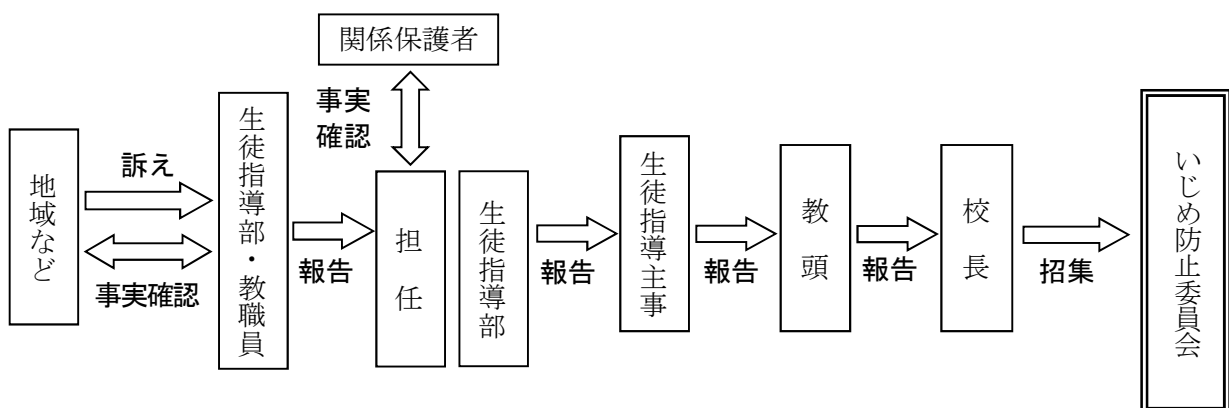 関係保護者
事実
確認
地域など
訴え
事実確認
生徒指導部・教職員
報告
担任
生徒指導部
報告
生徒指導主事
報告
教頭
報告
校長
招集
いじめ防止委員会